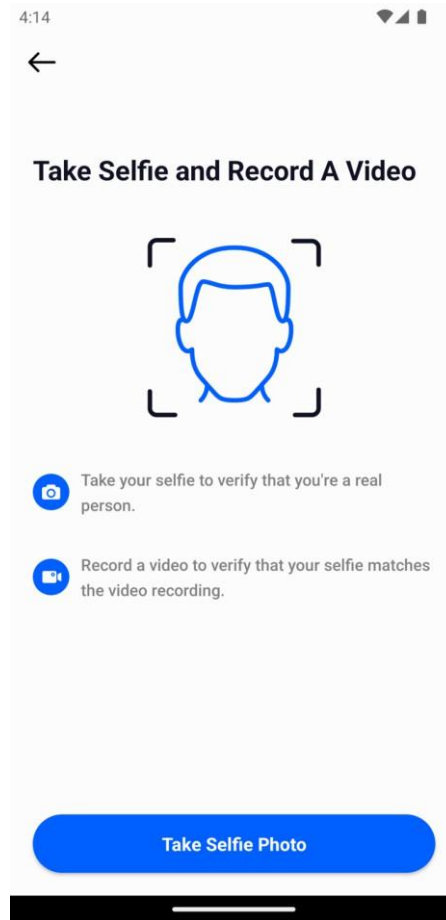 4:14
Take Selfie and Record A Video
Take your selfie to verify that you're a real
person.
Record a video to verify that your selfie matches
the video recording.
Take Selfie Photo